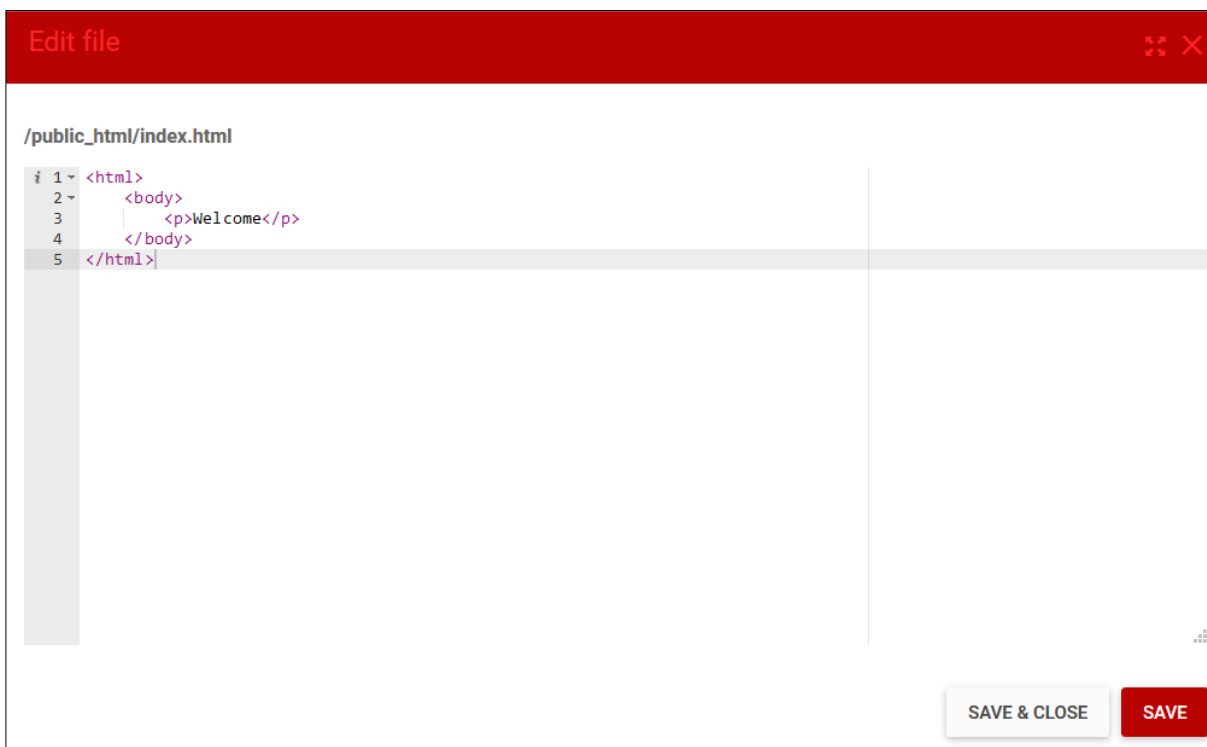 Edit file
/public_html/index.html
i 1 <html>
2 <body>
3 <p>Welcome</p>
4 </body>
5 </html>
SAVE & CLOSE SAVE